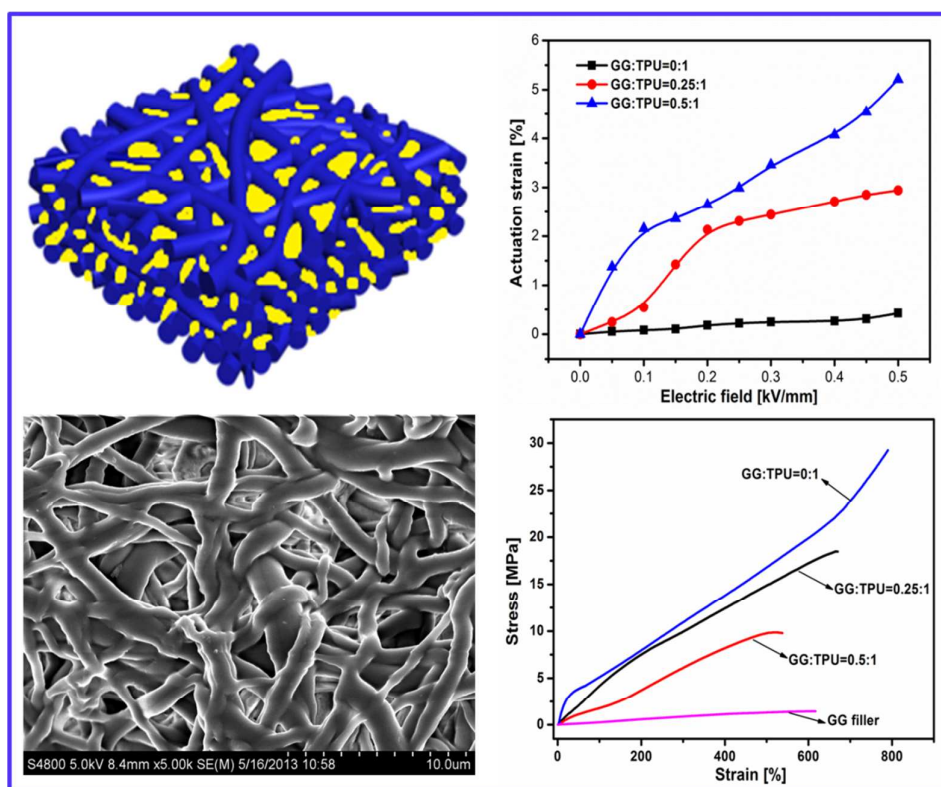 6
5
4
3
2
1
0
Actuation strain [%]
GG:TPU=0:1
GG:TPU=0.25:1
GG:TPU=0.5:1
0.0 0.1 0.2 0.3 0.4 0.5
Electric field [kV/mm]
S4800 5.0kV 8.4mm x5.00k SE(M) 5/16/2013 10:58 10.0um
30
25
20
15
10
5
0
Stress [MPa]
GG:TPU=0:1
GG:TPU=0.25:1
GG:TPU=0.5:1
GG filler
0 200 400 600 800
Strain [%]